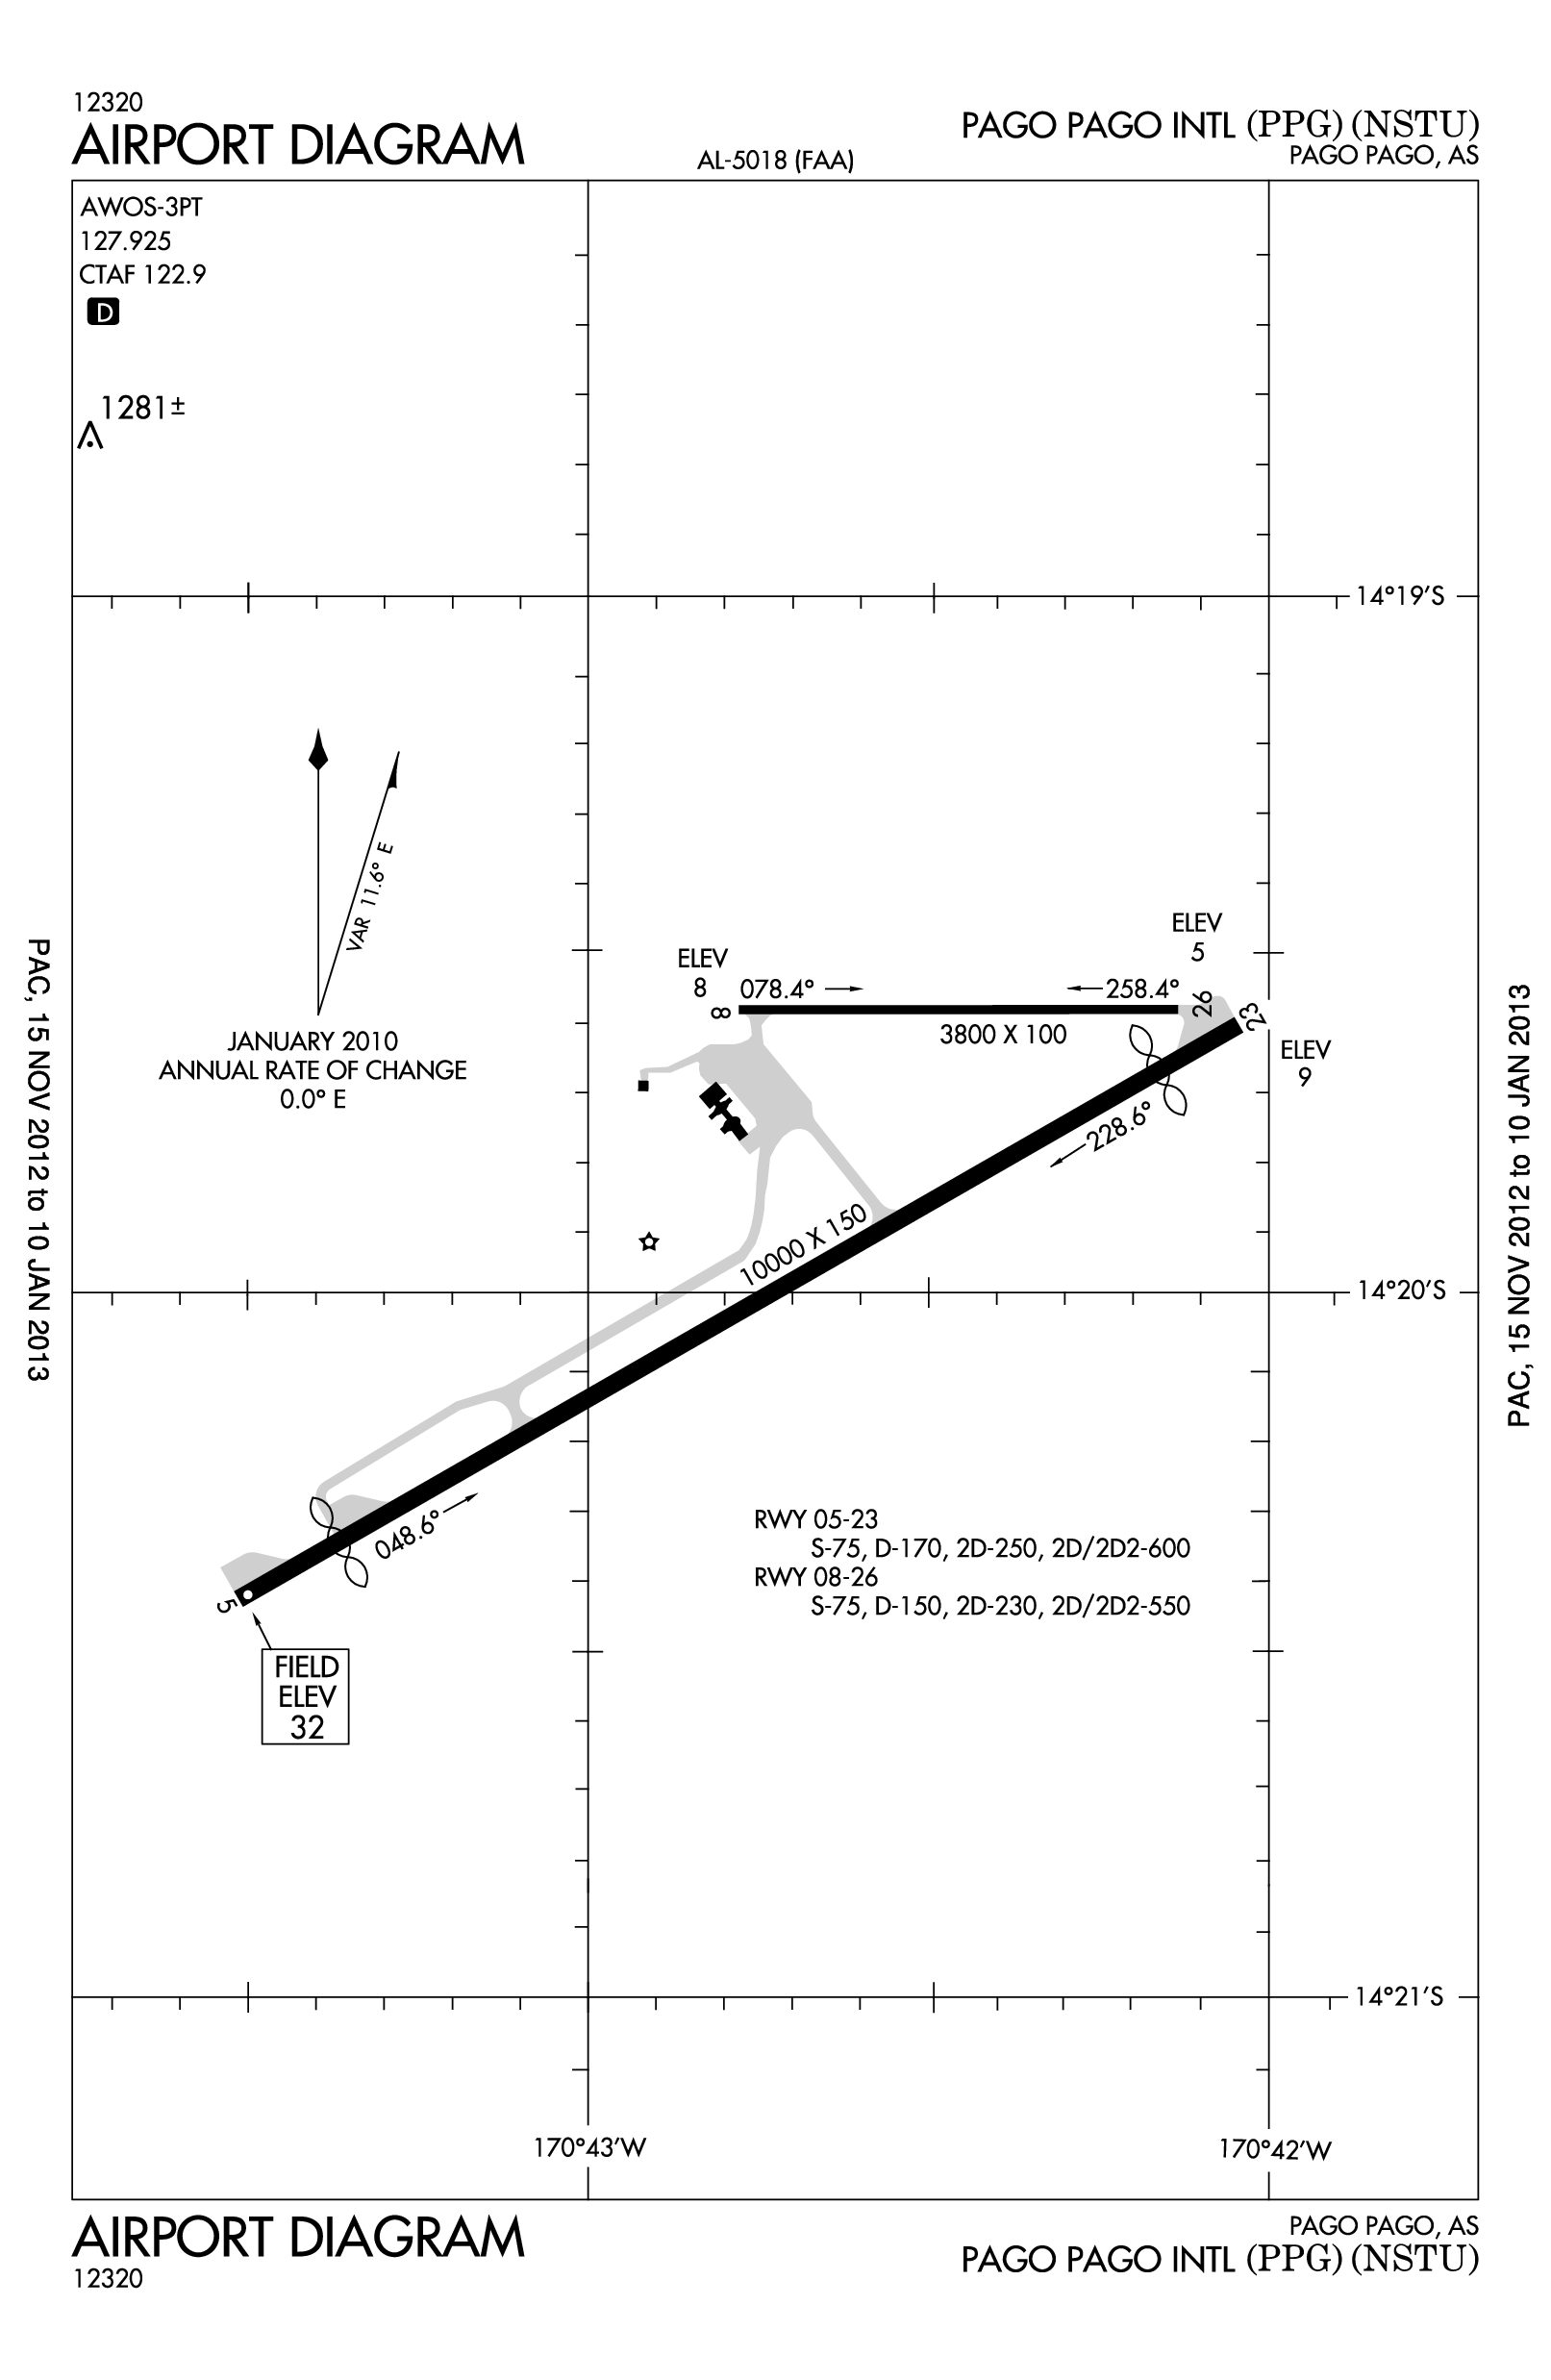 12320
AIRPORT DIAGRAM
AL-5018 (FAA)
PAGO PAGO INTL (PPG) (NSTU)
PAGO PAGO, AS
AWOS-3PT
127.925
CTAF 122.9
D
1281±
14°19'S
VAR 11.6° E
JANUARY 2010
ANNUAL RATE OF CHANGE
0.0° E
ELEV
5
ELEV
8
8
078.4°
258.4°
26
23
3800 X 100
ELEV
9
228.6°
10000 X 150
14°20'S
048.6°
5
FIELD
ELEV
32
RWY 05-23
S-75, D-170, 2D-250, 2D/2D2-600
RWY 08-26
S-75, D-150, 2D-230, 2D/2D2-550
14°21'S
170°43'W
170°42'W
PAC, 15 NOV 2012 to 10 JAN 2013
PAC, 15 NOV 2012 to 10 JAN 2013
AIRPORT DIAGRAM
12320
PAGO PAGO, AS
PAGO PAGO INTL (PPG) (NSTU)